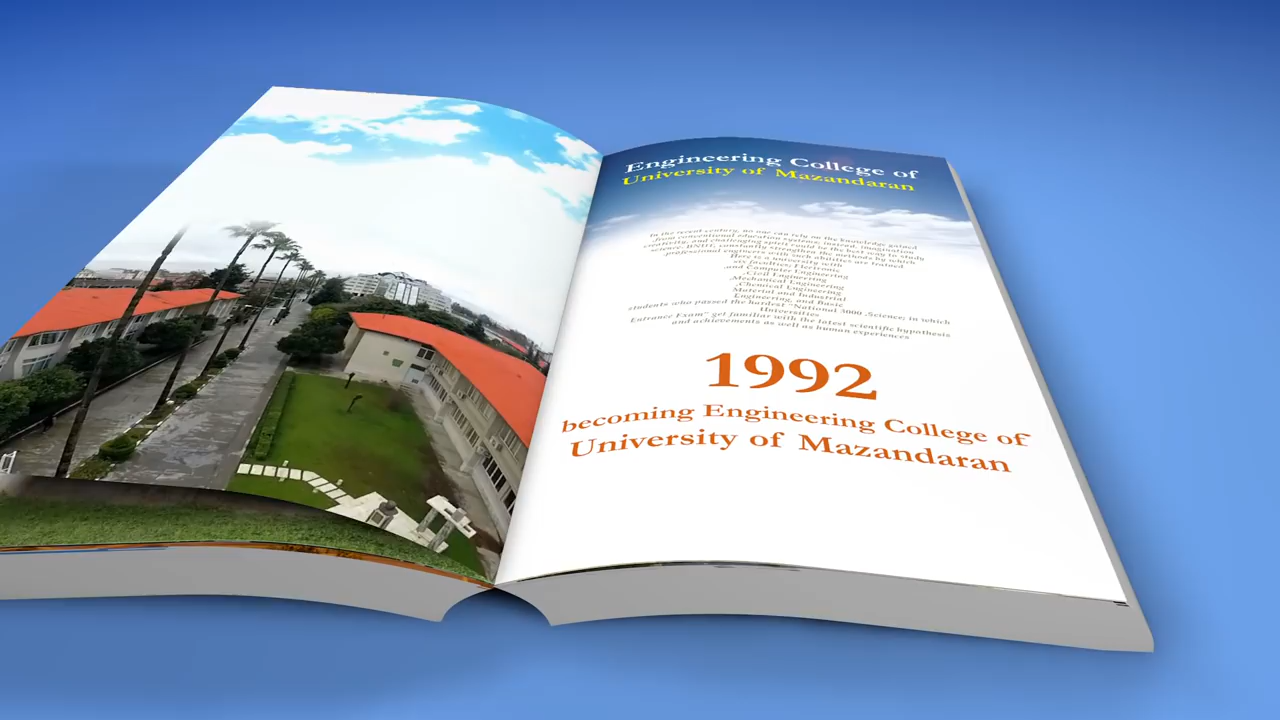 Engineering College of
University of Mazandaran
In the recent century, no one can rely on the knowledge gained
from conventional education systems; instead, imagination
creativity, and challenging spirit could be the best way to study
science. BNUT, constantly strengthen the methods by which
.professional engineers with such abilities are trained
Here is a university with
six faculties: Electronic
,and Computer Engineering
,Civil Engineering
,Mechanical Engineering
,Chemical Engineering
Material and Industrial
Engineering, and Basic
students who passed the hardest "National 3000 .Science; in which
Universities
Entrance Exam" get familiar with the latest scientific hypothesis
and achievements as well as human experiences
1992
becoming Engineering College of
University of Mazandaran